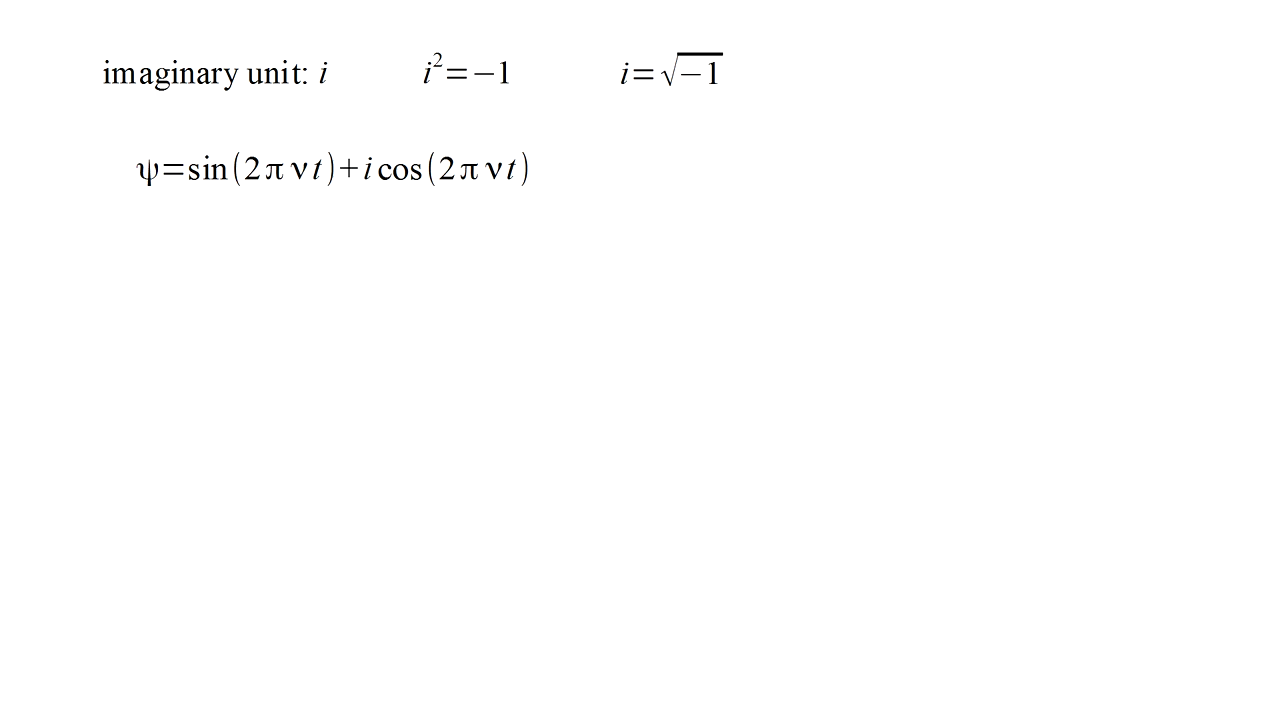 imaginary unit: i i²=−1 i=√−1
ψ=sin(2πνt)+i cos(2πνt)